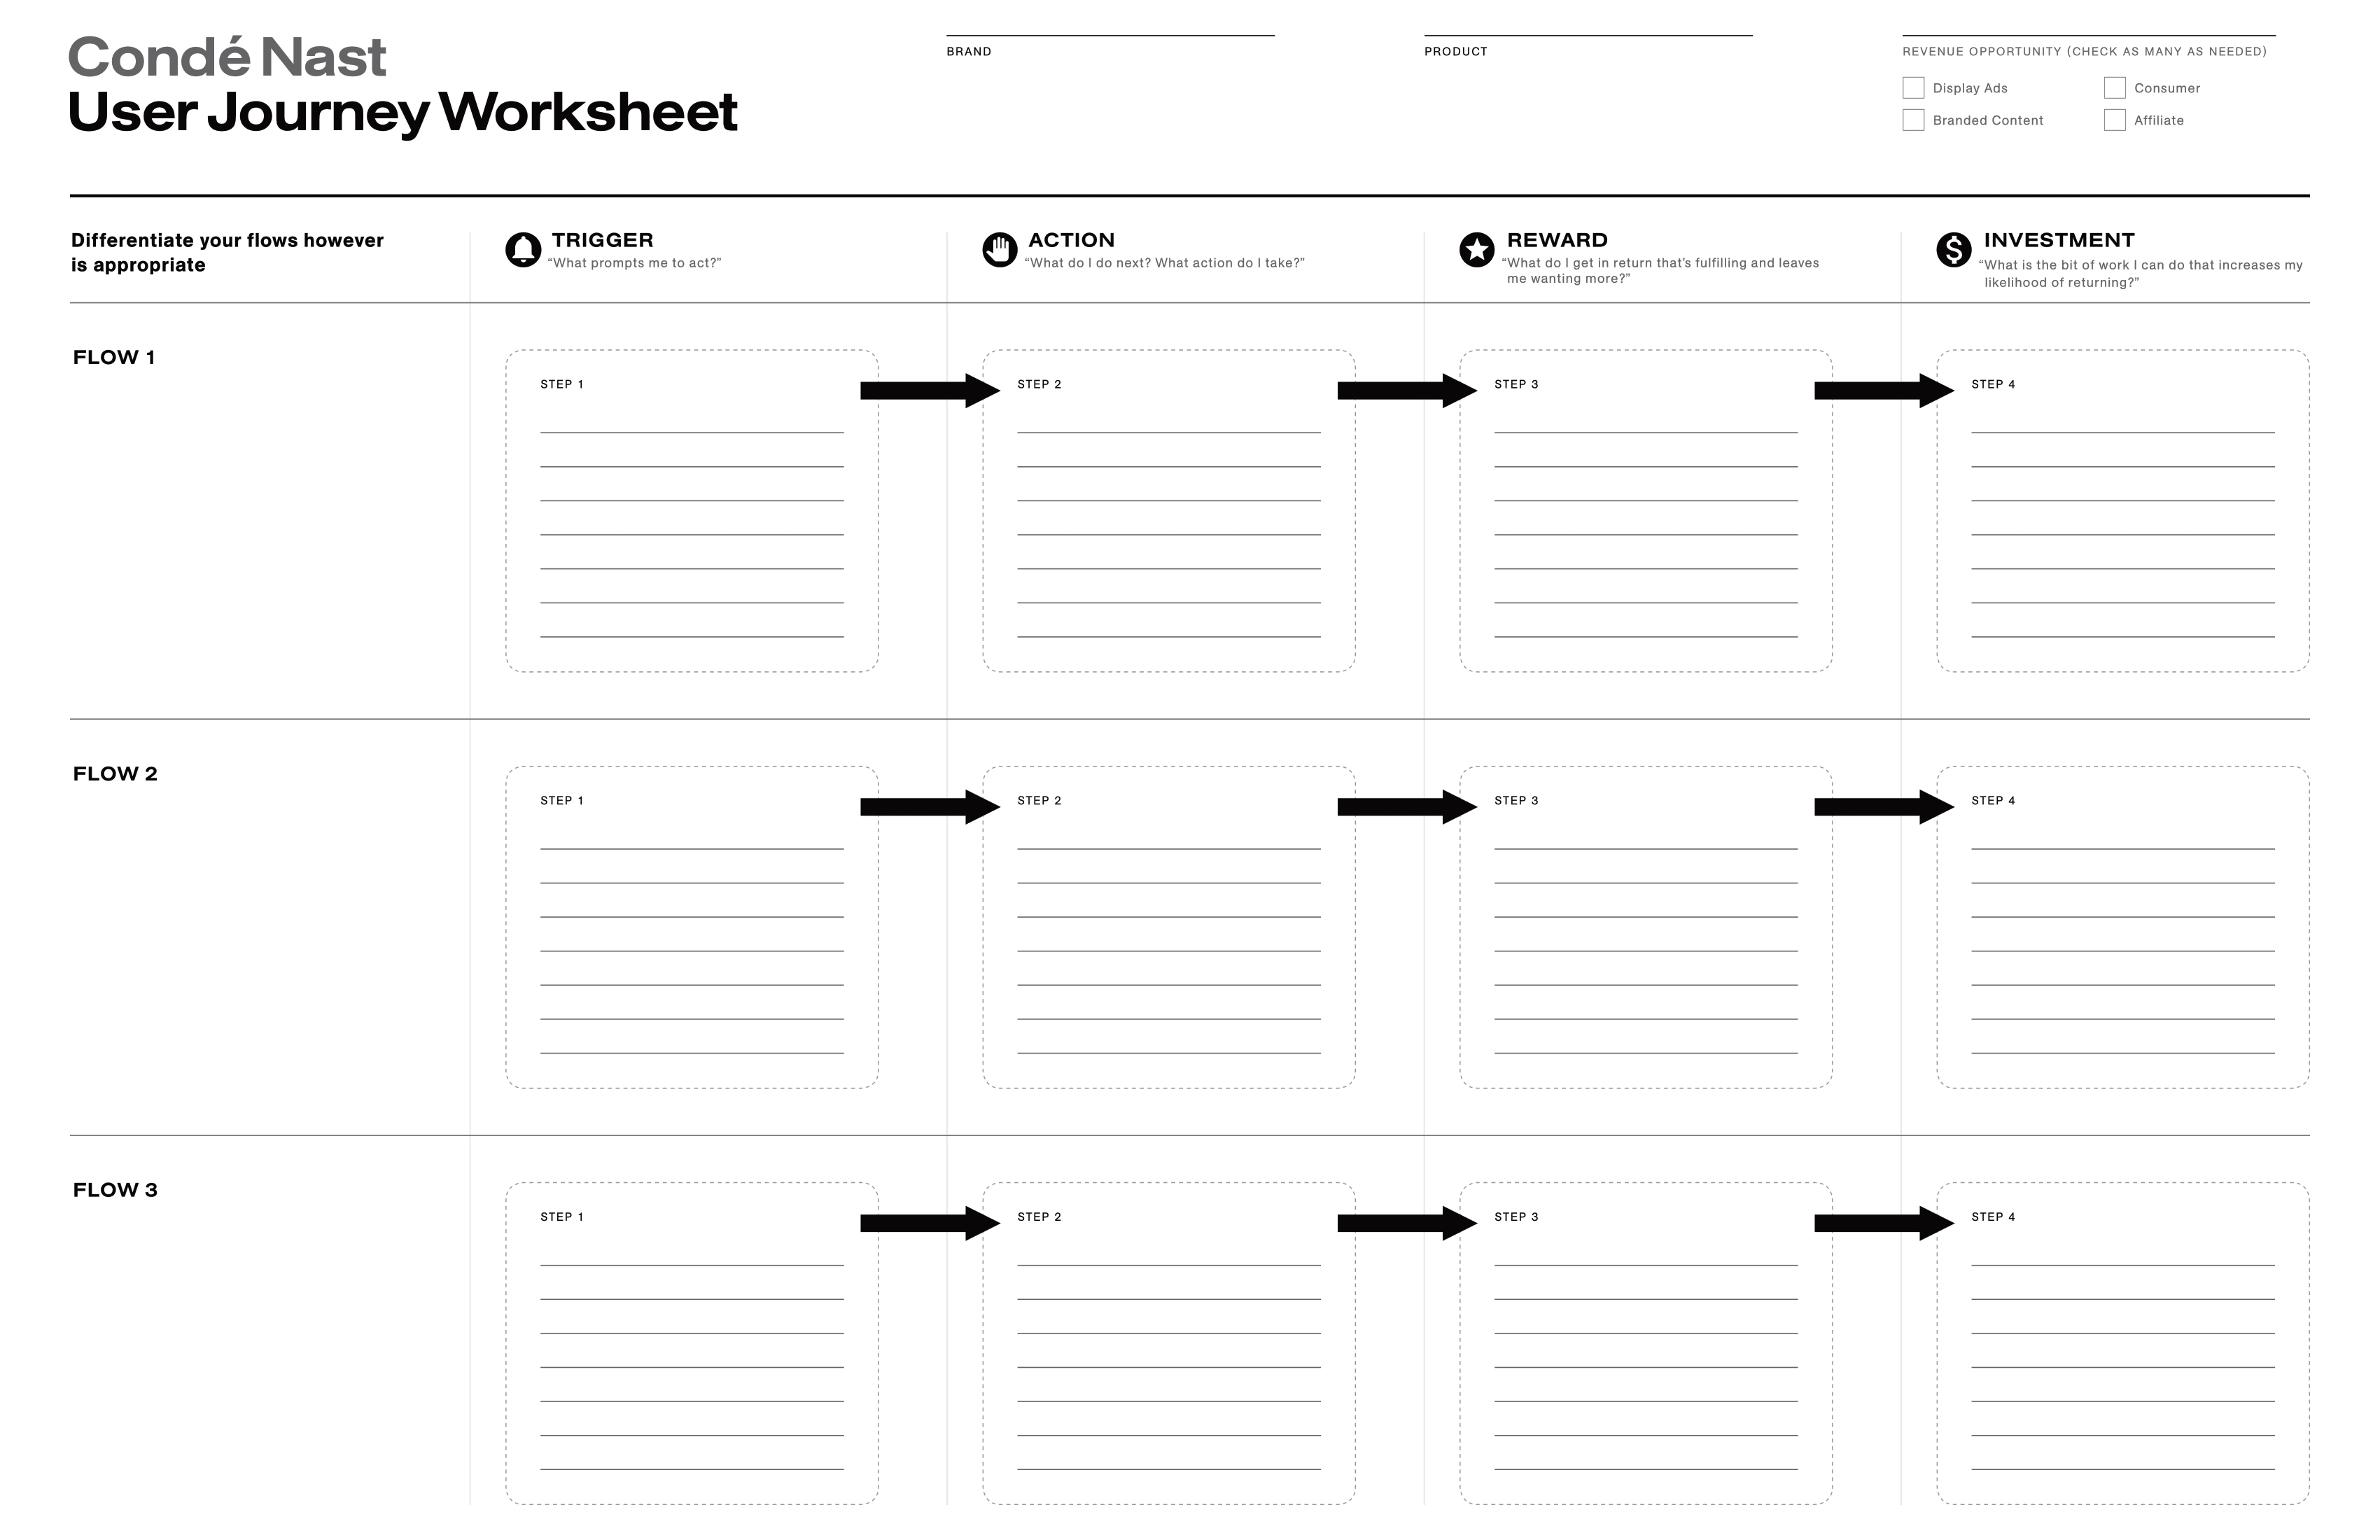 Condé Nast
User Journey Worksheet
BRAND
PRODUCT
REVENUE OPPORTUNITY (CHECK AS MANY AS NEEDED)
Display Ads
Consumer
Branded Content
Affiliate
Differentiate your flows however
is appropriate
TRIGGER
“What prompts me to act?”
ACTION
“What do I do next? What action do I take?”
REWARD
“What do I get in return that’s fulfilling and leaves
me wanting more?”
INVESTMENT
“What is the bit of work I can do that increases my
likelihood of returning?”
FLOW 1
STEP 1
STEP 2
STEP 3
STEP 4
FLOW 2
STEP 1
STEP 2
STEP 3
STEP 4
FLOW 3
STEP 1
STEP 2
STEP 3
STEP 4